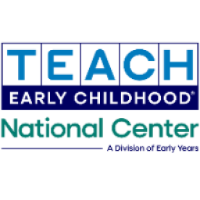 TEACH
EARLY CHILDHOOD®
National Center
A Division of Early Years